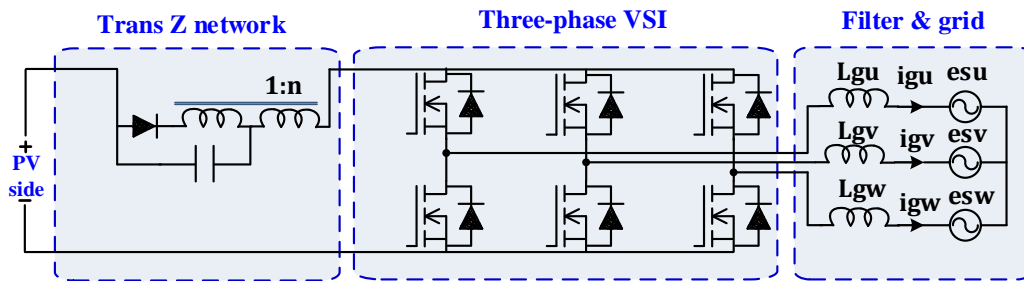 Trans Z network
Three-phase VSI
Filter & grid
1:n
+
PV
side
-
Lgu igu esu
Lgv igv esv
Lgw igw esw